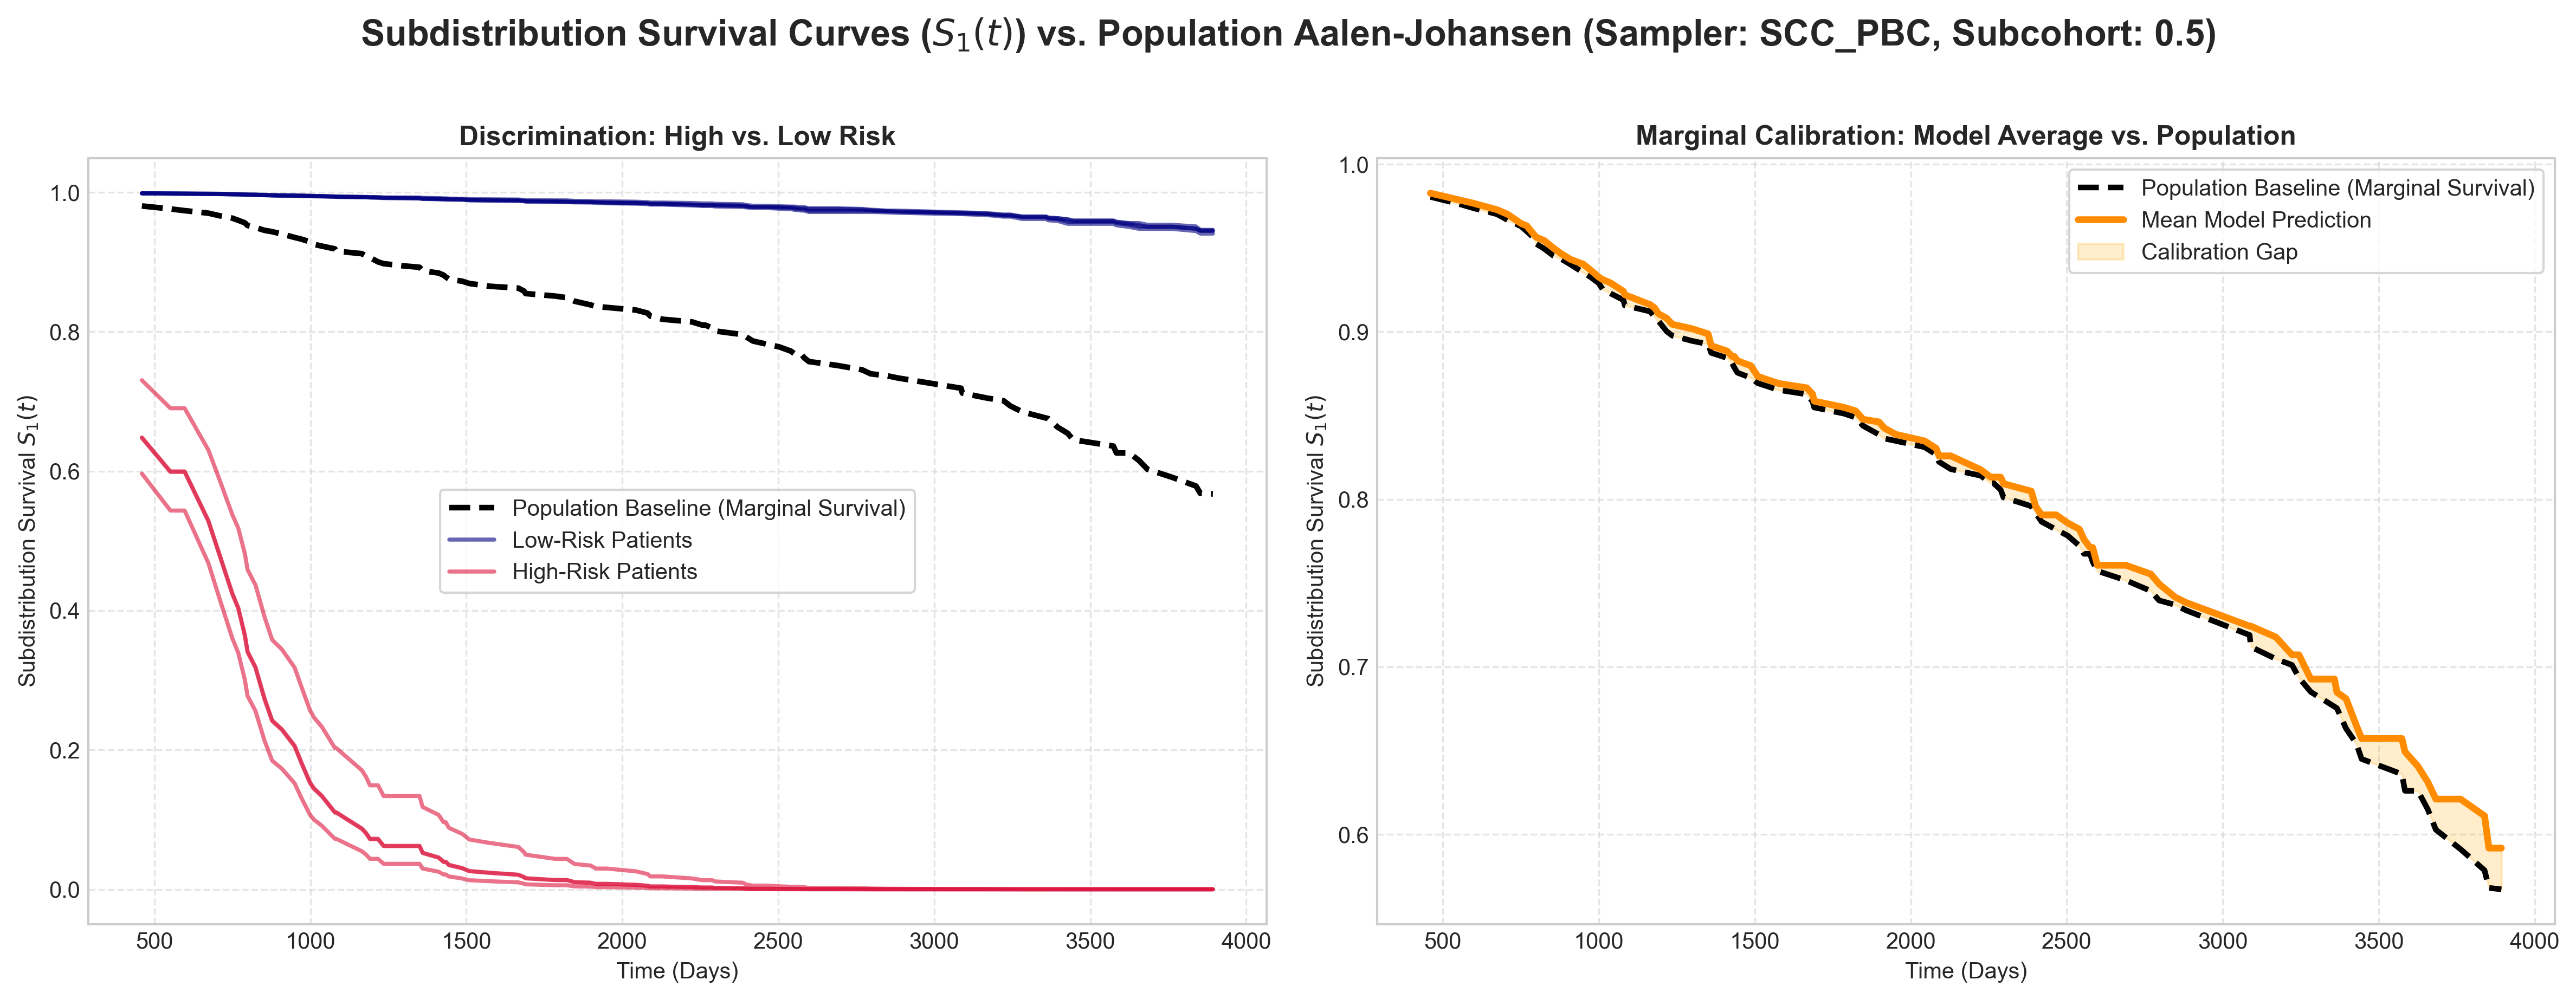 Subdistribution Survival Curves (S₁(t)) vs. Population Aalen-Johansen (Sampler: SCC_PBC, Subcohort: 0.5)
Discrimination: High vs. Low Risk
Subdistribution Survival S₁(t)
1.0
0.8
0.6
0.4
0.2
0.0
Population Baseline (Marginal Survival)
Low-Risk Patients
High-Risk Patients
500 1000 1500 2000 2500 3000 3500 4000
Time (Days)
Marginal Calibration: Model Average vs. Population
Subdistribution Survival S₁(t)
1.0
0.9
0.8
0.7
0.6
Population Baseline (Marginal Survival)
Mean Model Prediction
Calibration Gap
500 1000 1500 2000 2500 3000 3500 4000
Time (Days)